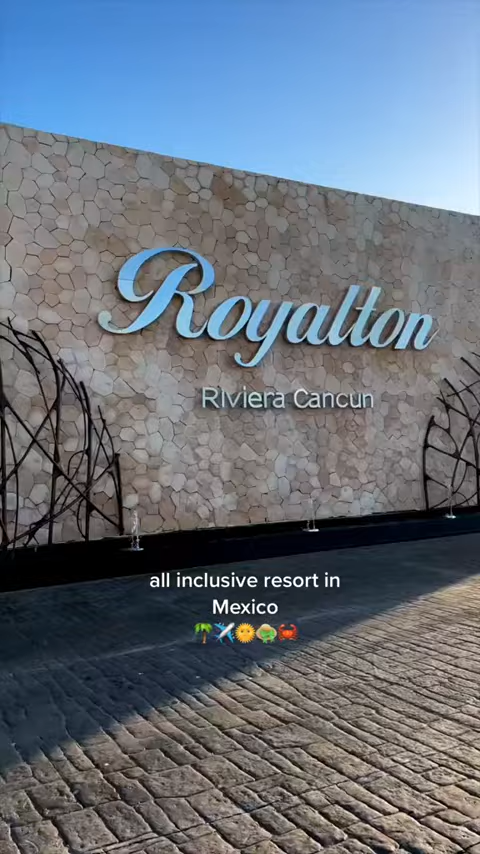 Royalton
Riviera Cancun
all inclusive resort in
Mexico
🌴✈️🌞🍔🦀